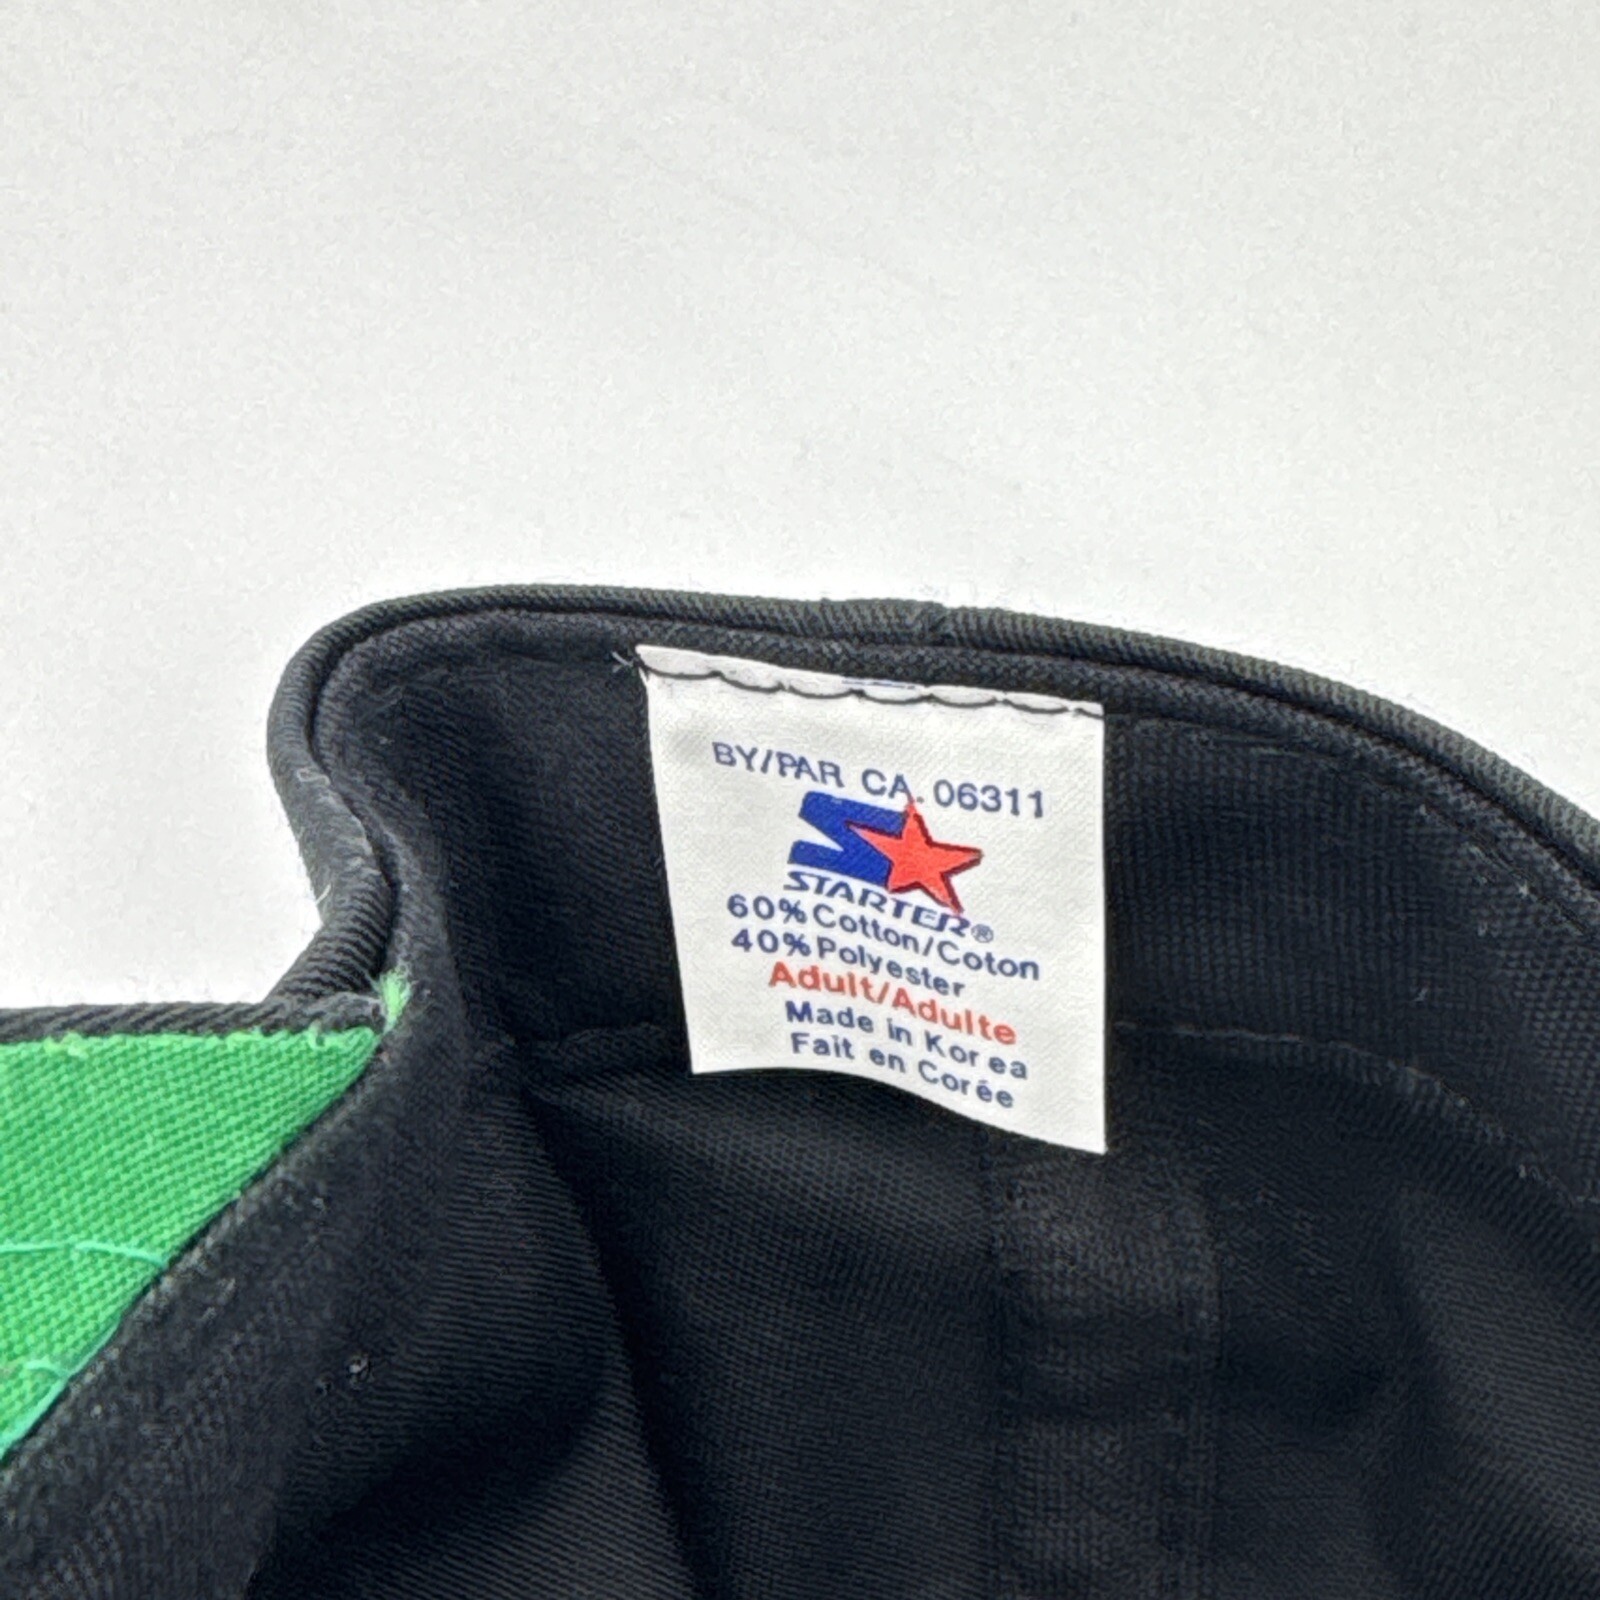 BY/PAR CA. 06311
STARTER®
60% Cotton/Coton
40% Polyester
Adult/Adulte
Made in Korea
Fait en Corée